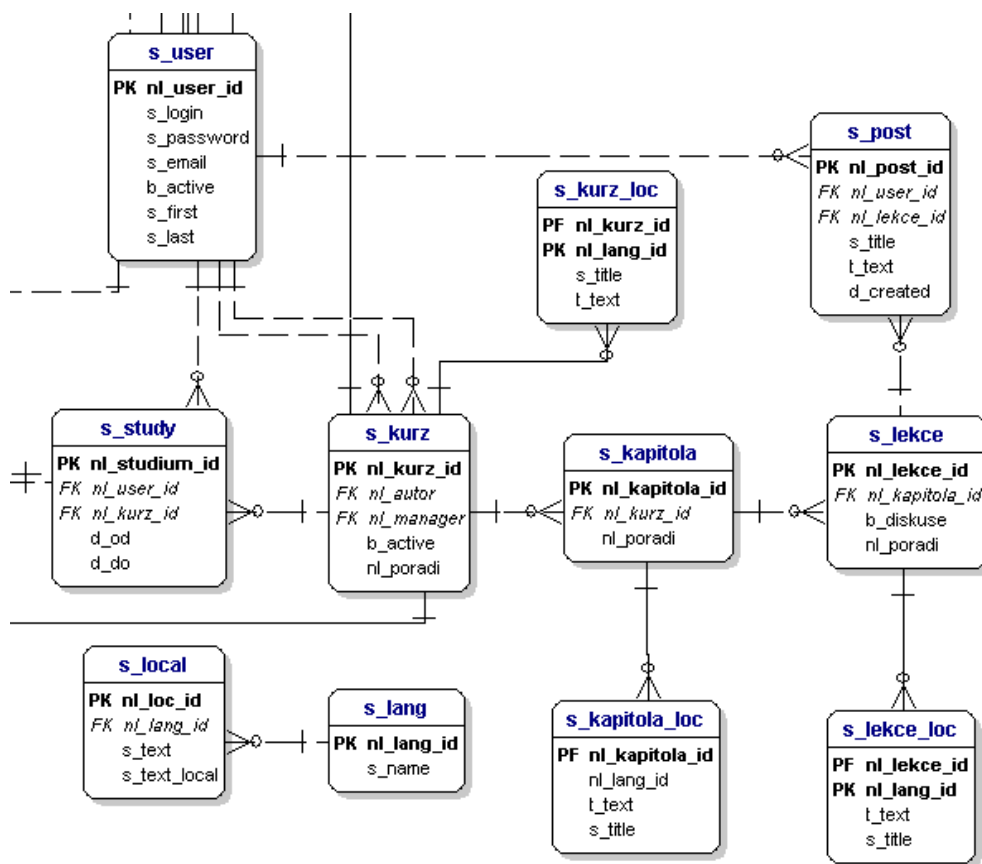 s_user
PK nl_user_id
s_login
s_password
s_email
b_active
s_first
s_last
s_post
PK nl_post_id
FK nl_user_id
FK nl_lekce_id
s_title
t_text
d_created
s_kurz_loc
PF nl_kurz_id
PK nl_lang_id
s_title
t_text
s_study
PK nl_studium_id
FK nl_user_id
FK nl_kurz_id
d_od
d_do
s_kurz
PK nl_kurz_id
FK nl_autor
FK nl_manager
b_active
nl_poradi
s_kapitola
PK nl_kapitola_id
FK nl_kurz_id
nl_poradi
s_lekce
PK nl_lekce_id
FK nl_kapitola_id
b_diskuse
nl_poradi
s_local
PK nl_loc_id
FK nl_lang_id
s_text
s_text_local
s_lang
PK nl_lang_id
s_name
s_kapitola_loc
PF nl_kapitola_id
nl_lang_id
t_text
s_title
s_lekce_loc
PF nl_lekce_id
PK nl_lang_id
t_text
s_title